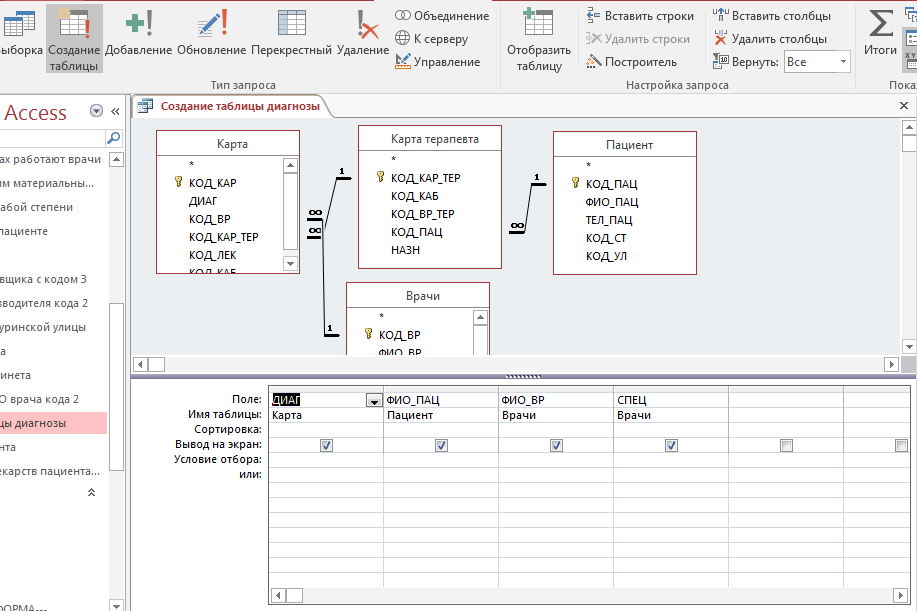 Выборка
Создание таблицы
Добавление
Обновление
Перекрестный
Удаление
Объединение
К серверу
Управление
Тип запроса
Отобразить таблицу
Вставить строки
Удалить строки
Построитель
Вставить столбцы
Удалить столбцы
Вернуть: Все
Настройка запроса
Итоги
Пока
Access
ах работают врачи
им материальны...
абой степени
пациенте
вщика с кодом 3
зводителя кода 2
уринской улицы
а
инета
О врача кода 2
цы диагнозы
нта
екарств пациента...
ФОРМА---
Создание таблицы диагнозы
Карта
*
КОД_КАР
ДИАГ
КОД_ВР
КОД_КАР_ТЕР
КОД_ЛЕК
КОД_КАБ
Карта терапевта
*
КОД_КАР_ТЕР
КОД_КАБ
КОД_ВР_ТЕР
КОД_ПАЦ
НАЗН
Пациент
*
КОД_ПАЦ
ФИО_ПАЦ
ТЕЛ_ПАЦ
КОД_СТ
КОД_УЛ
Врачи
*
КОД_ВР
ФИО_ВР
1
∞
∞
1
∞
1
Поле: ДИАГ ФИО_ПАЦ ФИО_ВР СПЕЦ
Имя таблицы: Карта Пациент Врачи Врачи
Сортировка:
Вывод на экран:
Условие отбора:
или: